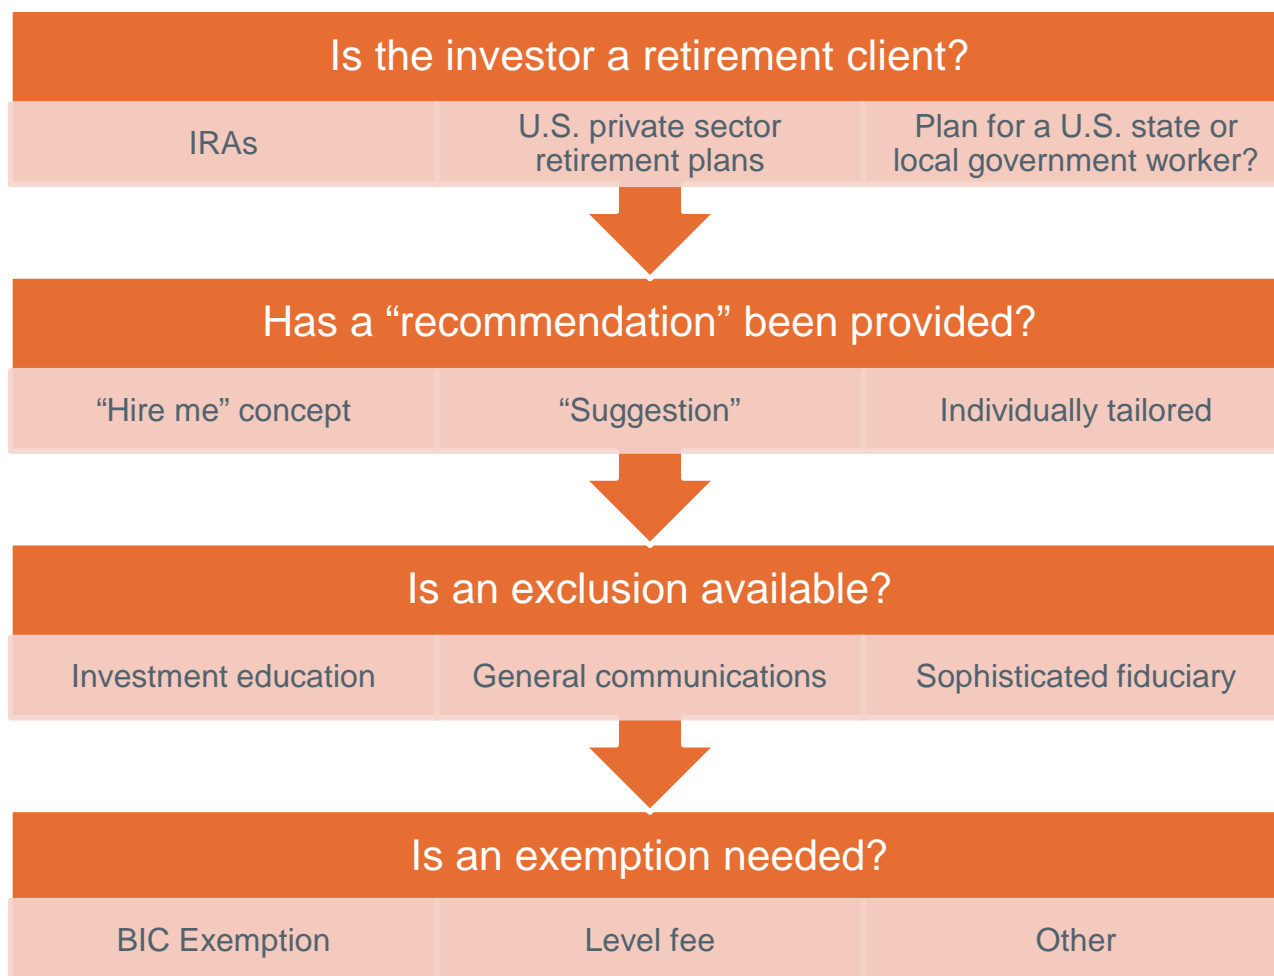 Is the investor a retirement client?
IRAs
U.S. private sector
retirement plans
Plan for a U.S. state or
local government worker?
Has a “recommendation” been provided?
“Hire me” concept
“Suggestion”
Individually tailored
Is an exclusion available?
Investment education
General communications
Sophisticated fiduciary
Is an exemption needed?
BIC Exemption
Level fee
Other